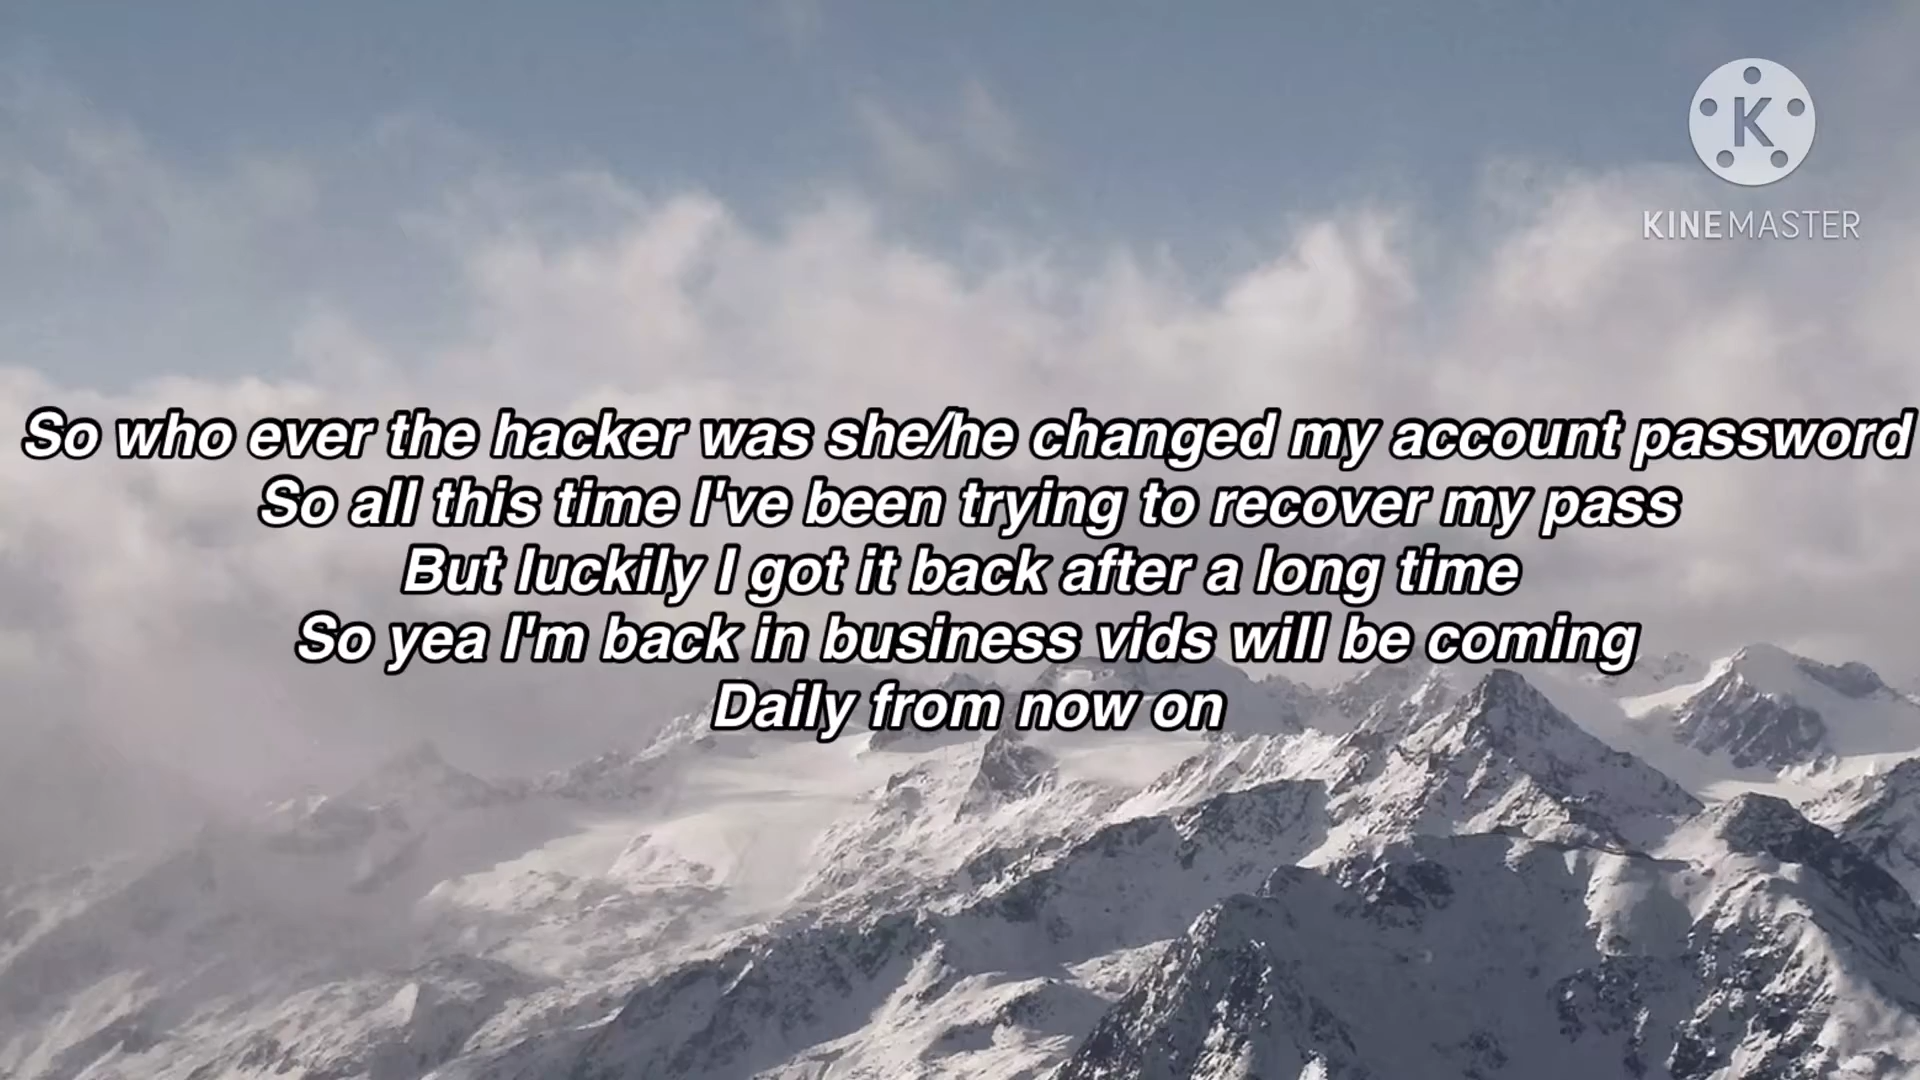 K
KINEMASTER
So who ever the hacker was she/he changed my account password
So all this time I've been trying to recover my pass
But luckily I got it back after a long time
So yea I'm back in business vids will be coming
Daily from now on